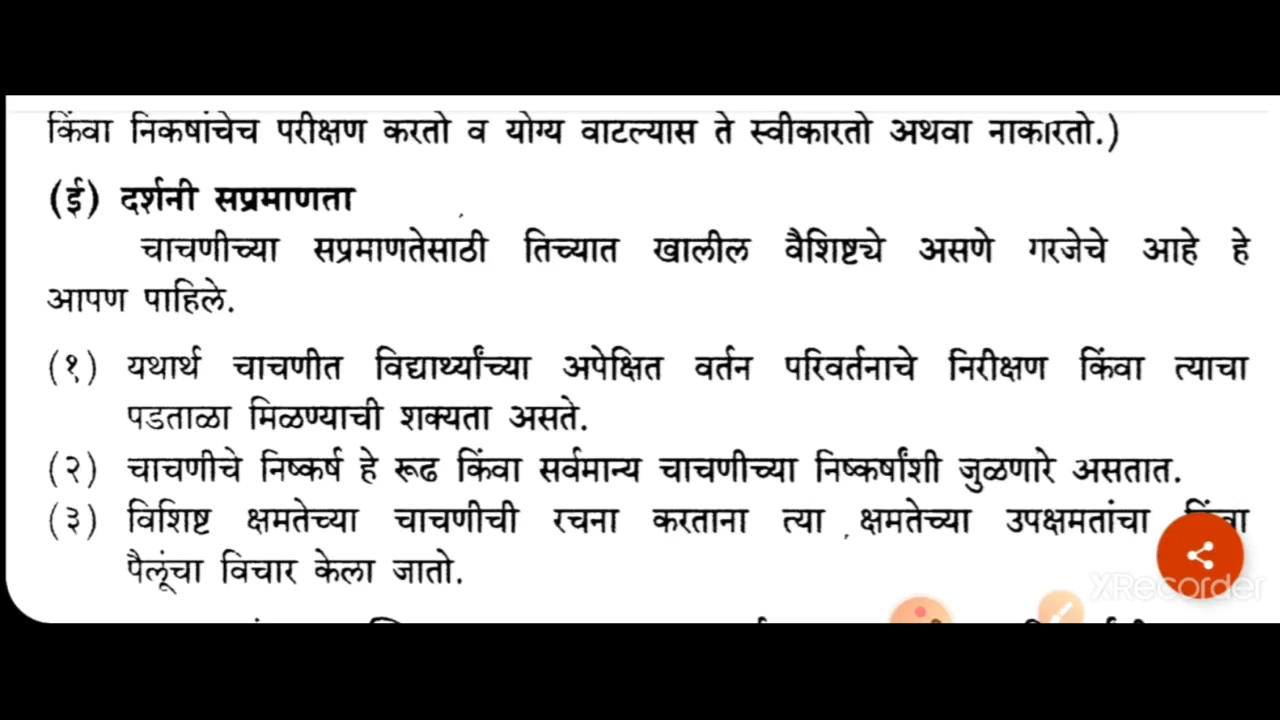 किंवा निकषांचेच परीक्षण करतो व योग्य वाटल्यास ते स्वीकारतो अथवा नाकारतो.)
(ई) दर्शनी सप्रमाणता
चाचणीच्या सप्रमाणतेसाठी तिच्यात खालील वैशिष्ट्ये असणे गरजेचे आहे हे
आपण पाहिले.
(१) यथार्थ चाचणीत विद्यार्थ्यांच्या अपेक्षित वर्तन परिवर्तनाचे निरीक्षण किंवा त्याचा
पडताळा मिळण्याची शक्यता असते.
(२) चाचणीचे निष्कर्ष हे रूढ किंवा सर्वमान्य चाचणीच्या निष्कर्षांशी जुळणारे असतात.
(३) विशिष्ट क्षमतेच्या चाचणीची रचना करताना त्या क्षमतेच्या उपक्षमतांचा किंवा
पैलूंचा विचार केला जातो.
XRecorder